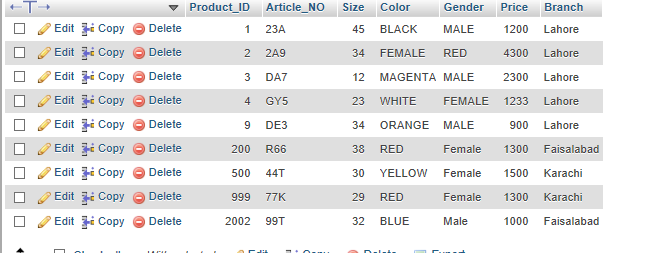 Product_ID Article_NO Size Color Gender Price Branch
Edit Copy Delete 1 23A 45 BLACK MALE 1200 Lahore
Edit Copy Delete 2 2A9 34 FEMALE RED 4300 Lahore
Edit Copy Delete 3 DA7 12 MAGENTA MALE 2300 Lahore
Edit Copy Delete 4 GY5 23 WHITE FEMALE 1233 Lahore
Edit Copy Delete 9 DE3 34 ORANGE MALE 900 Lahore
Edit Copy Delete 200 R66 38 RED Female 1300 Faisalabad
Edit Copy Delete 500 44T 30 YELLOW Female 1500 Karachi
Edit Copy Delete 999 77K 29 RED Female 1300 Karachi
Edit Copy Delete 2002 99T 32 BLUE Male 1000 Faisalabad
Edit Copy Delete Export